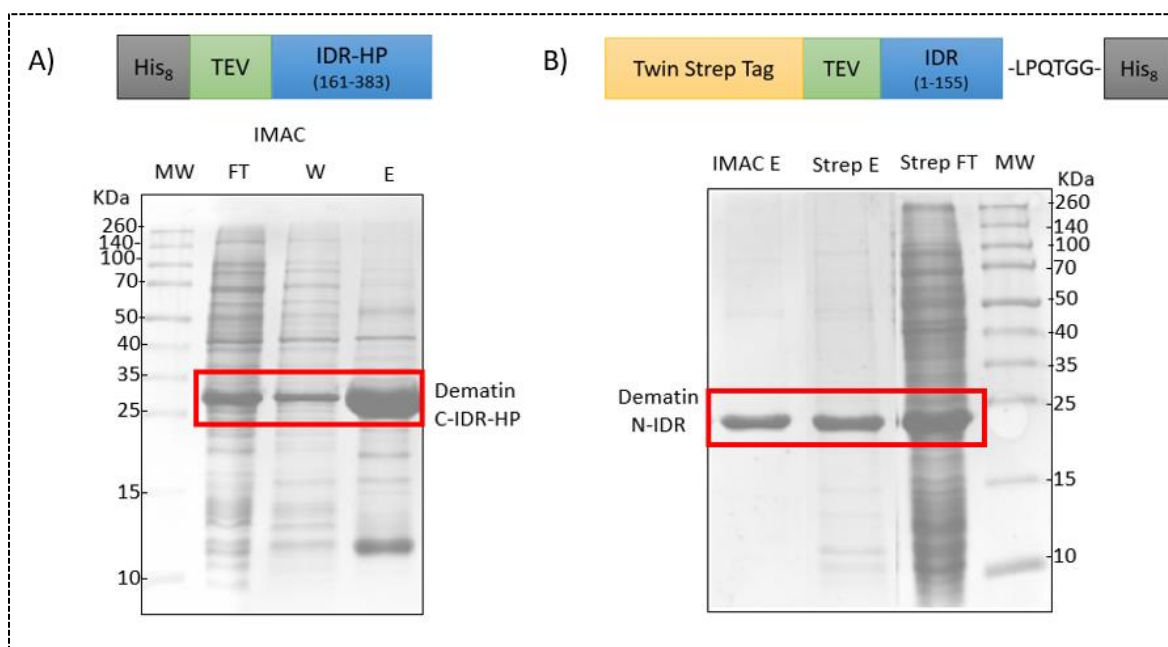 A)
His8
TEV
IDR-HP
(161-383)
IMAC
MW FT W E
KDa
260
140
100
70
50
40
35
25
15
10
Dematin
C-IDR-HP
B)
Twin Strep Tag
TEV
IDR
(1-155)
-LPQTGG-
His8
IMAC E Strep E Strep FT MW
KDa
260
140
100
70
50
40
35
25
15
10
Dematin
N-IDR